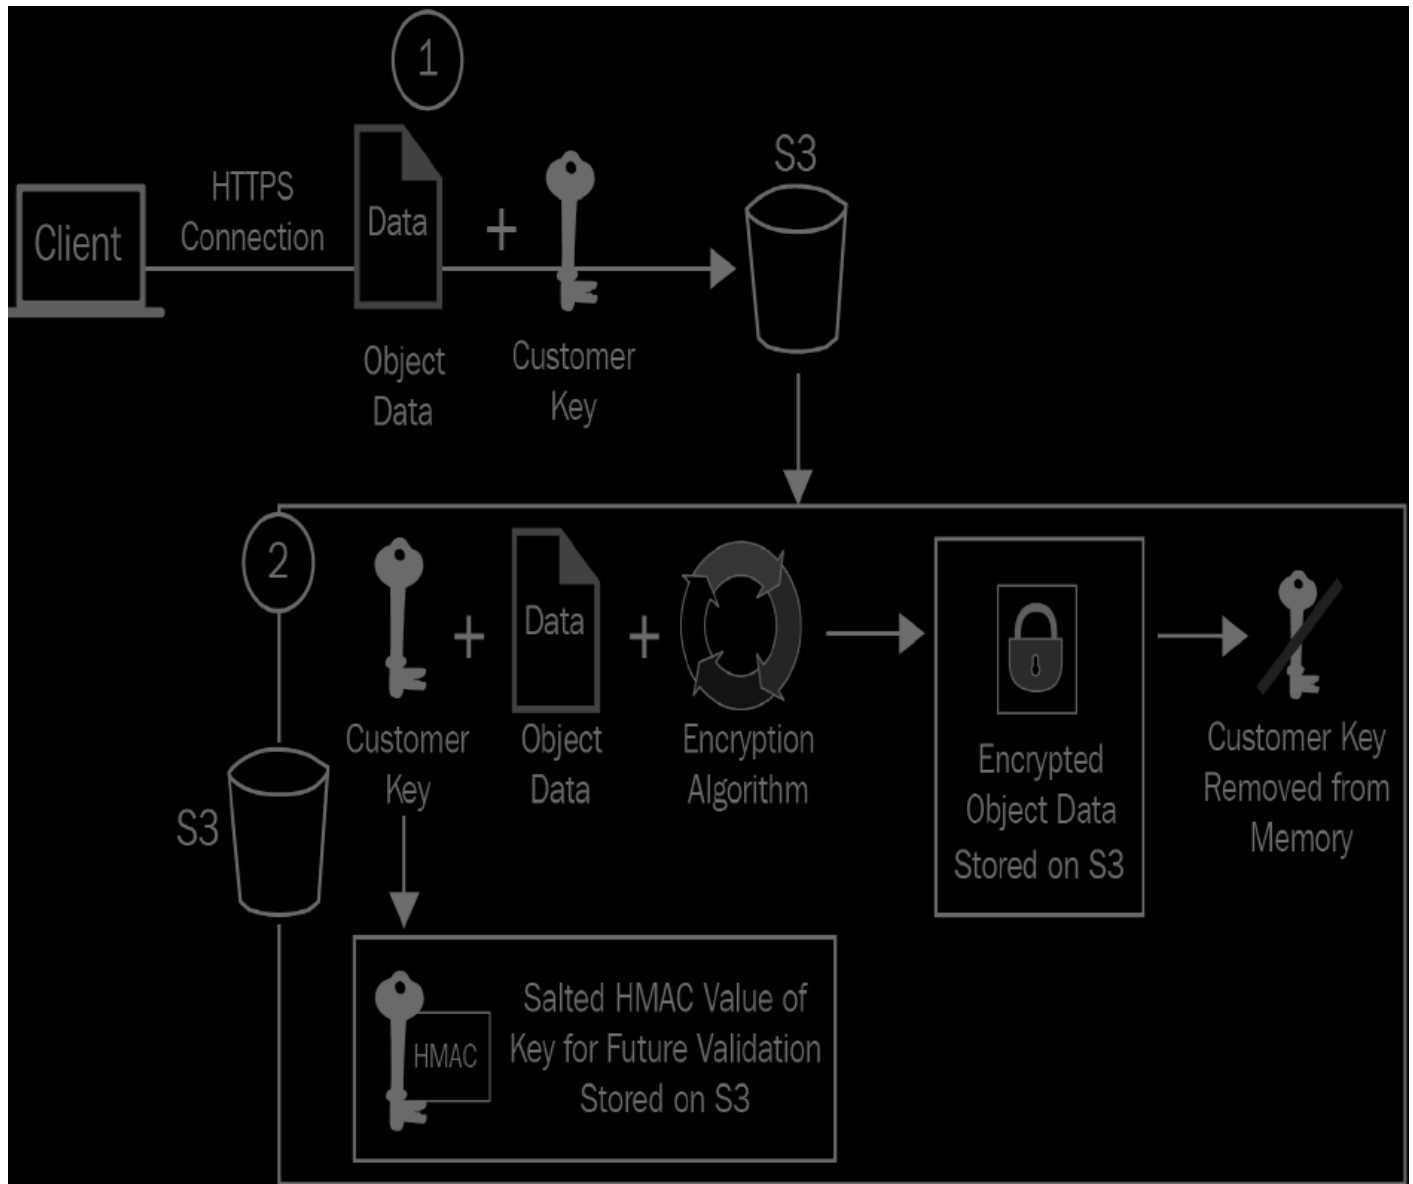 1
S3
HTTPS
Connection
Client
Data
+
Object
Data
Customer
Key
2
Data
+
+
Customer
Key
Object
Data
Encryption
Algorithm
Encrypted
Object Data
Stored on S3
Customer Key
Removed from
Memory
S3
HMAC
Salted HMAC Value of
Key for Future Validation
Stored on S3